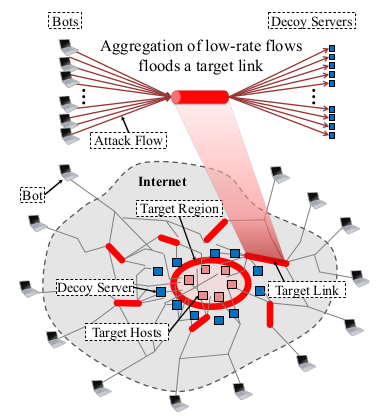 Bots
Decoy Servers
Aggregation of low-rate flows
floods a target link
Attack Flow
Bot
Internet
Target Region
Decoy Server
Target Link
Target Hosts